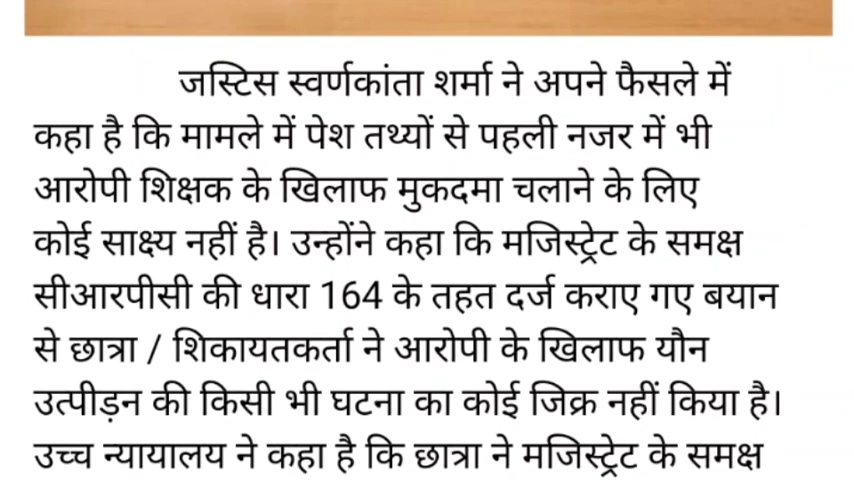 जस्टिस स्वर्णकांता शर्मा ने अपने फैसले में
कहा है कि मामले में पेश तथ्यों से पहली नजर में भी
आरोपी शिक्षक के खिलाफ मुकदमा चलाने के लिए
कोई साक्ष्य नहीं है। उन्होंने कहा कि मजिस्ट्रेट के समक्ष
सीआरपीसी की धारा 164 के तहत दर्ज कराए गए बयान
से छात्रा / शिकायतकर्ता ने आरोपी के खिलाफ यौन
उत्पीड़न की किसी भी घटना का कोई जिक्र नहीं किया है।
उच्च न्यायालय ने कहा है कि छात्रा ने मजिस्ट्रेट के समक्ष